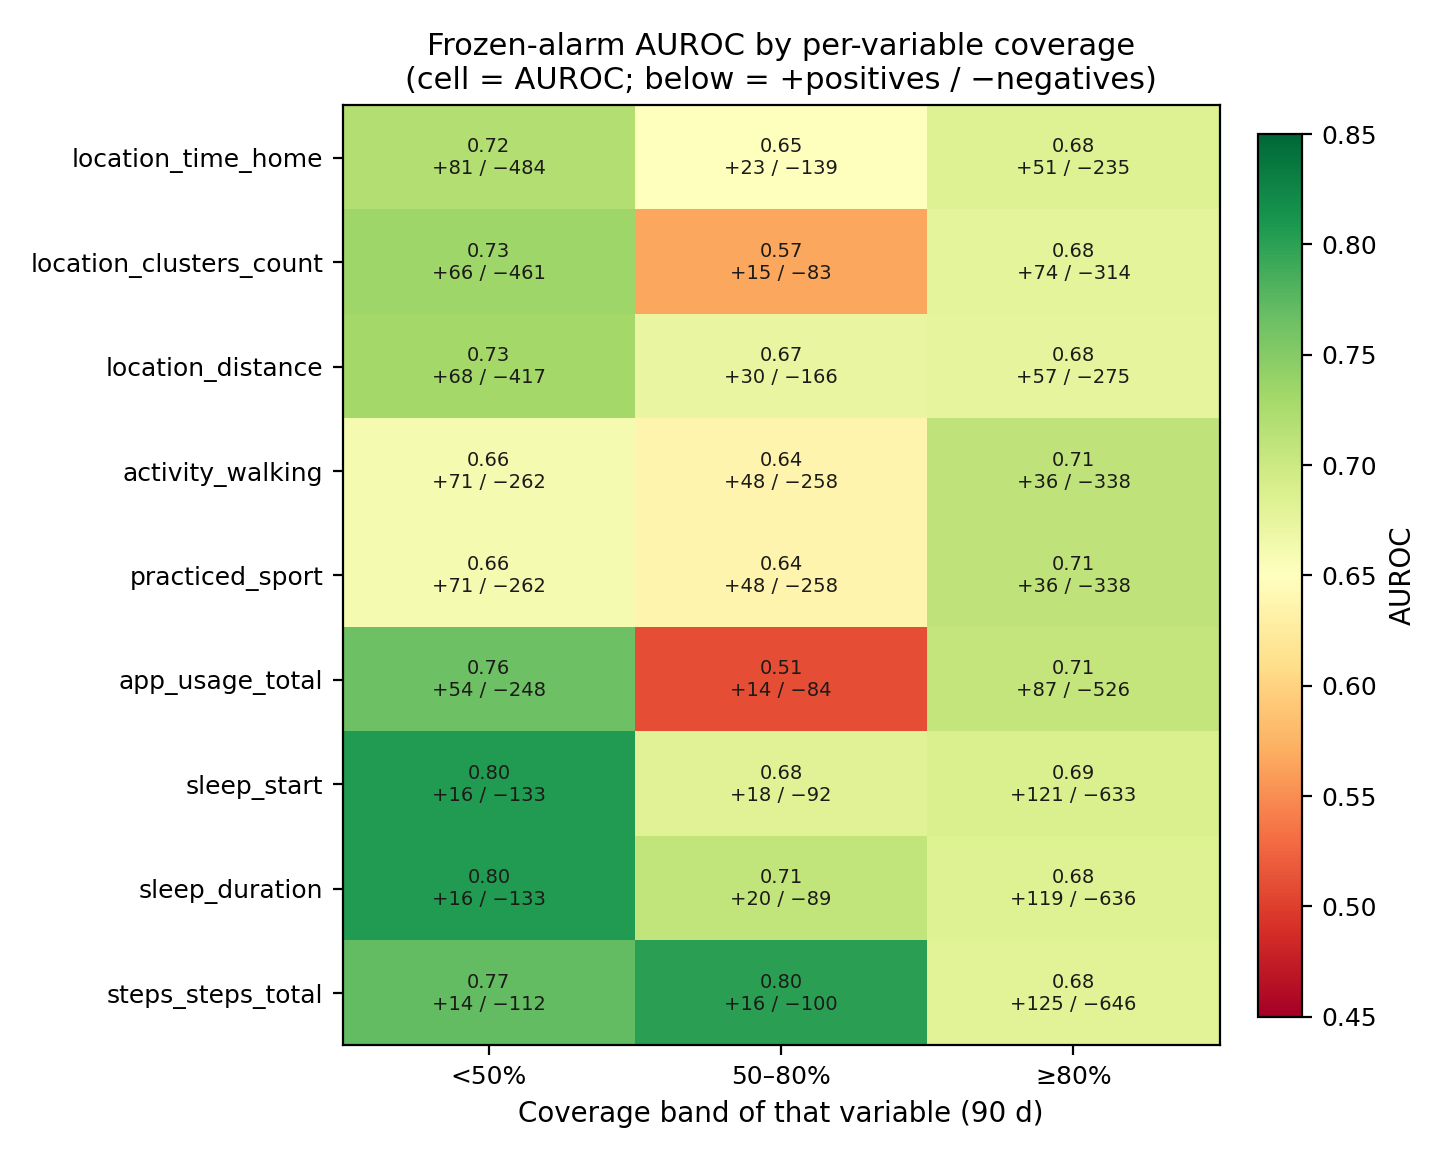 Frozen-alarm AUROC by per-variable coverage
(cell = AUROC; below = +positives / −negatives)
location_time_home
0.72
+81 / −484
0.65
+23 / −139
0.68
+51 / −235
location_clusters_count
0.73
+66 / −461
0.57
+15 / −83
0.68
+74 / −314
location_distance
0.73
+68 / −417
0.67
+30 / −166
0.68
+57 / −275
activity_walking
0.66
+71 / −262
0.64
+48 / −258
0.71
+36 / −338
practiced_sport
0.66
+71 / −262
0.64
+48 / −258
0.71
+36 / −338
app_usage_total
0.76
+54 / −248
0.51
+14 / −84
0.71
+87 / −526
sleep_start
0.80
+16 / −133
0.68
+18 / −92
0.69
+121 / −633
sleep_duration
0.80
+16 / −133
0.71
+20 / −89
0.68
+119 / −636
steps_steps_total
0.77
+14 / −112
0.80
+16 / −100
0.68
+125 / −646
<50%
50–80%
≥80%
Coverage band of that variable (90 d)
0.85
0.80
0.75
0.70
0.65
0.60
0.55
0.50
0.45
AUROC